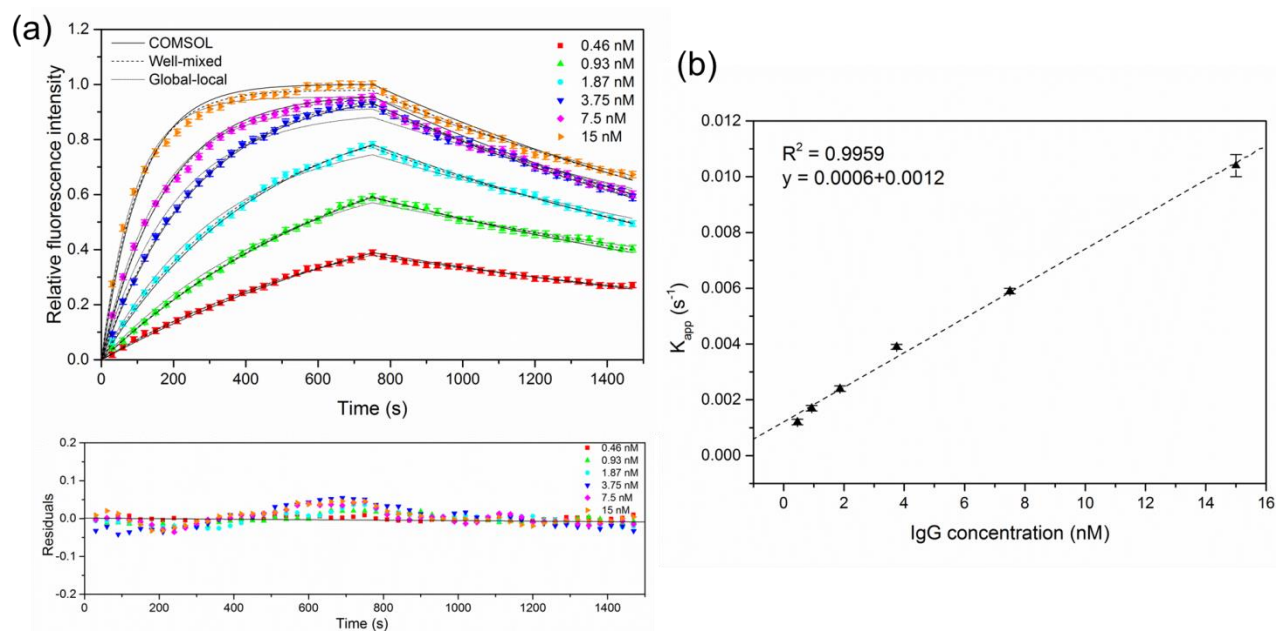 (a)
Relative fluorescence intensity
1.2
1.0
0.8
0.6
0.4
0.2
0.0
COMSOL
Well-mixed
Global-local
0.46 nM
0.93 nM
1.87 nM
3.75 nM
7.5 nM
15 nM
0 200 400 600 800 1000 1200 1400
Time (s)
Residuals
0.2
0.1
0.0
-0.1
-0.2
0.46 nM
0.93 nM
1.87 nM
3.75 nM
7.5 nM
15 nM
0 200 400 600 800 1000 1200 1400
Time (s)
(b)
K_app (s⁻¹)
0.012
0.010
0.008
0.006
0.004
0.002
0.000
R² = 0.9959
y = 0.0006+0.0012
0 2 4 6 8 10 12 14 16
IgG concentration (nM)